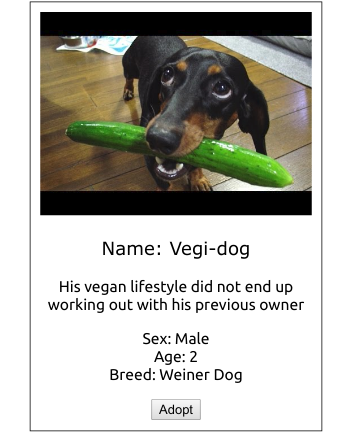 Name: Vegi-dog
His vegan lifestyle did not end up
working out with his previous owner
Sex: Male
Age: 2
Breed: Weiner Dog
Adopt